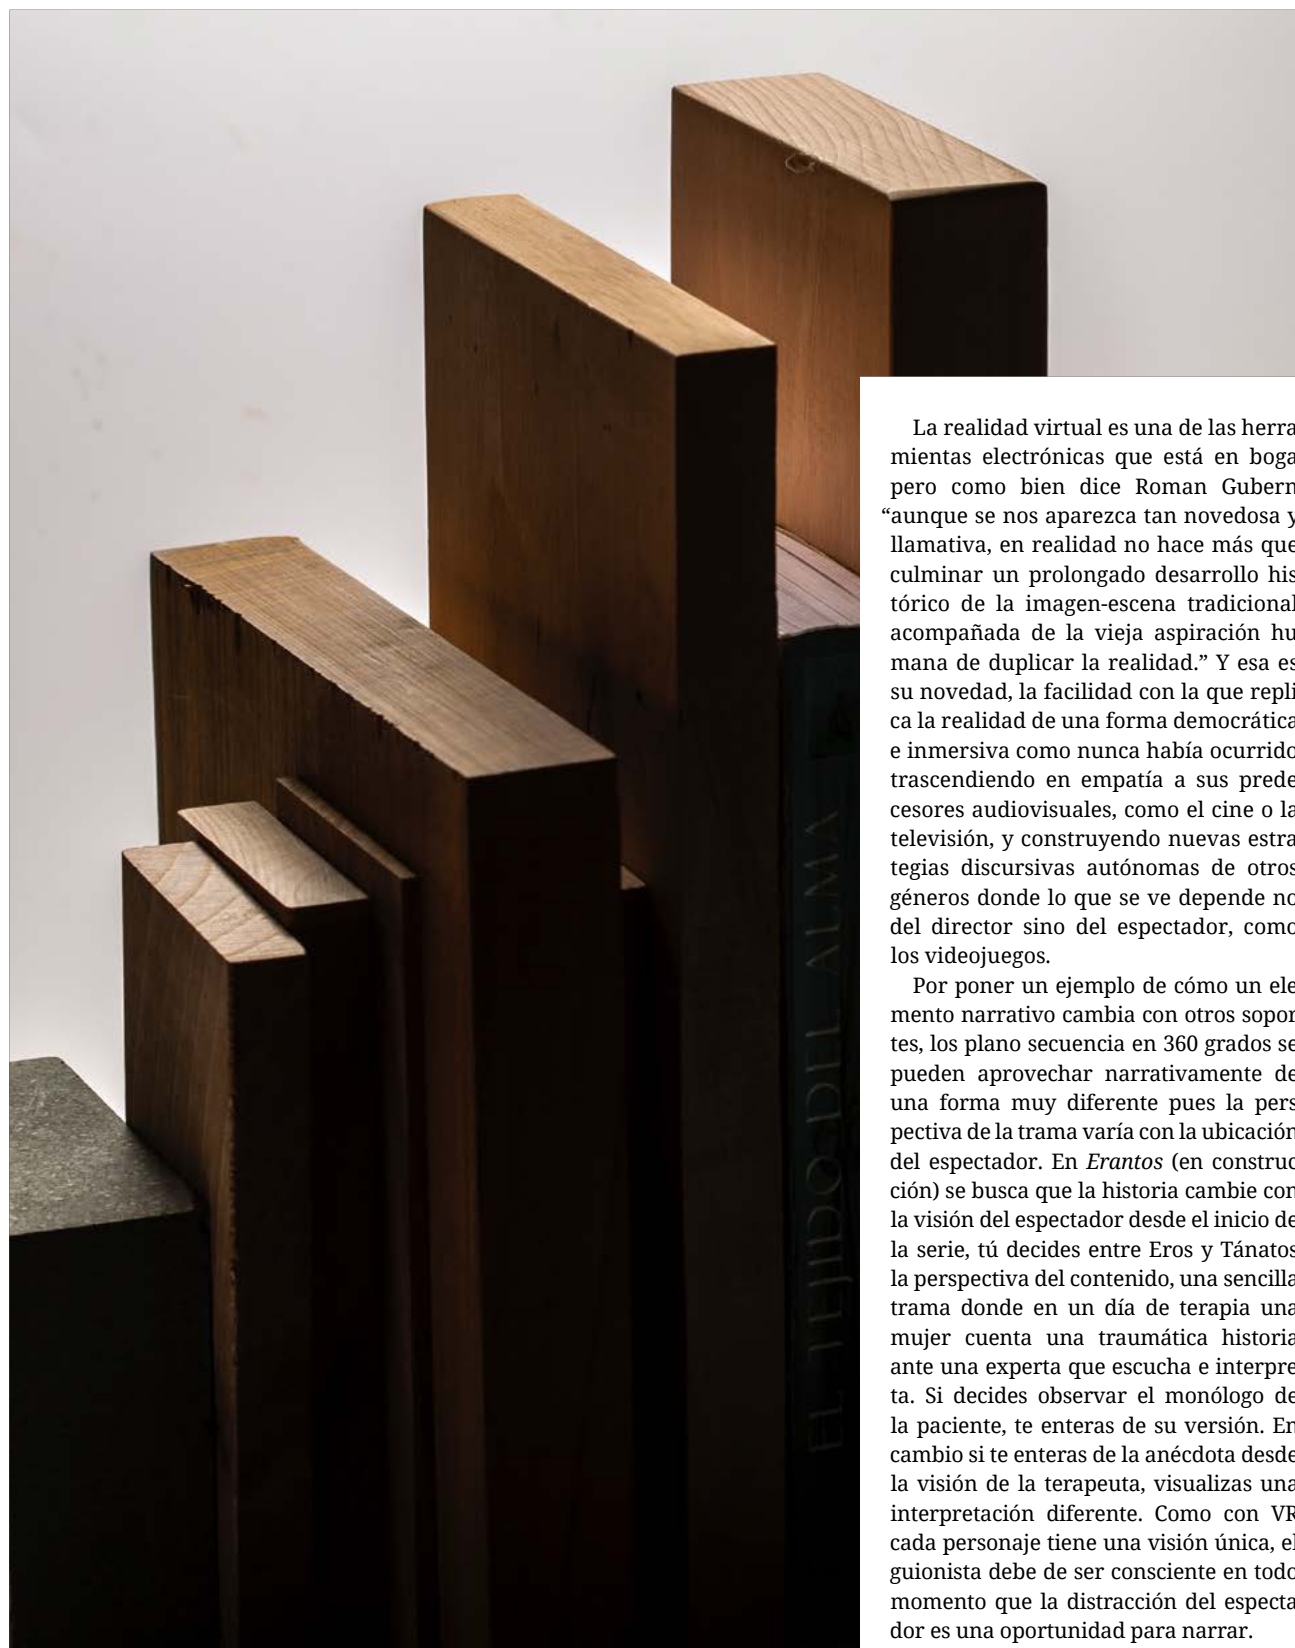 La realidad virtual es una de las herra
mientas electrónicas que está en boga
pero como bien dice Roman Gubern
“aunque se nos aparezca tan novedosa y
llamativa, en realidad no hace más que
culminar un prolongado desarrollo his
tórico de la imagen-escena tradicional
acompañada de la vieja aspiración hu
mana de duplicar la realidad.” Y esa es
su novedad, la facilidad con la que repli
ca la realidad de una forma democrática
e inmersiva como nunca había ocurrido
trascendiendo en empatía a sus prede
cesores audiovisuales, como el cine o la
televisión, y construyendo nuevas estra
tegias discursivas autónomas de otros
géneros donde lo que se ve depende no
del director sino del espectador, como
los videojuegos.
Por poner un ejemplo de cómo un ele
mento narrativo cambia con otros sopor
tes, los plano secuencia en 360 grados se
pueden aprovechar narrativamente de
una forma muy diferente pues la pers
pectiva de la trama varía con la ubicación
del espectador. En Erantos (en construc
ción) se busca que la historia cambie con
la visión del espectador desde el inicio de
la serie, tú decides entre Eros y Tánatos
la perspectiva del contenido, una sencilla
trama donde en un día de terapia una
mujer cuenta una traumática historia
ante una experta que escucha e interpre
ta. Si decides observar el monólogo de
la paciente, te enteras de su versión. En
cambio si te enteras de la anécdota desde
la visión de la terapeuta, visualizas una
interpretación diferente. Como con VR
cada personaje tiene una visión única, el
guionista debe de ser consciente en todo
momento que la distracción del especta
dor es una oportunidad para narrar.
EL TEJIDOS DEL ALMA